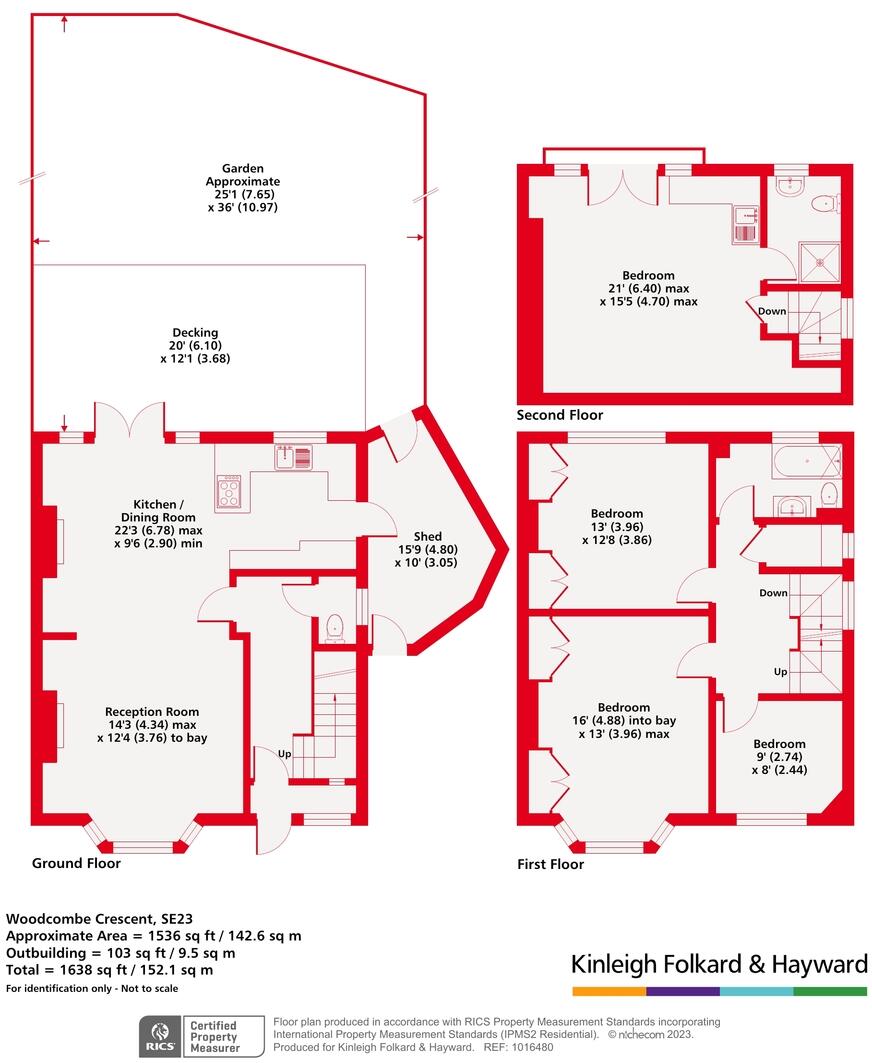 Garden
Approximate
25'1 (7.65)
x 36' (10.97)
Decking
20' (6.10)
x 12'1 (3.68)
Kitchen /
Dining Room
22'3 (6.78) max
x 9'6 (2.90) min
Shed
15'9 (4.80)
x 10' (3.05)
Reception Room
14'3 (4.34) max
x 12'4 (3.76) to bay
Up
Ground Floor
Bedroom
21' (6.40) max
x 15'5 (4.70) max
Down
Second Floor
Bedroom
13' (3.96)
x 12'8 (3.86)
Down
Up
Bedroom
16' (4.88) into bay
x 13' (3.96) max
Bedroom
9' (2.74)
x 8' (2.44)
First Floor
Woodcombe Crescent, SE23
Approximate Area = 1536 sq ft / 142.6 sq m
Outbuilding = 103 sq ft / 9.5 sq m
Total = 1638 sq ft / 152.1 sq m
For identification only - Not to scale
Kinleigh Folkard & Hayward
RICS
Certified
Property
Measurer
Floor plan produced in accordance with RICS Property Measurement Standards incorporating
International Property Measurement Standards (IPMS2 Residential). © nichecom 2023.
Produced for Kinleigh Folkard & Hayward. REF: 1016480